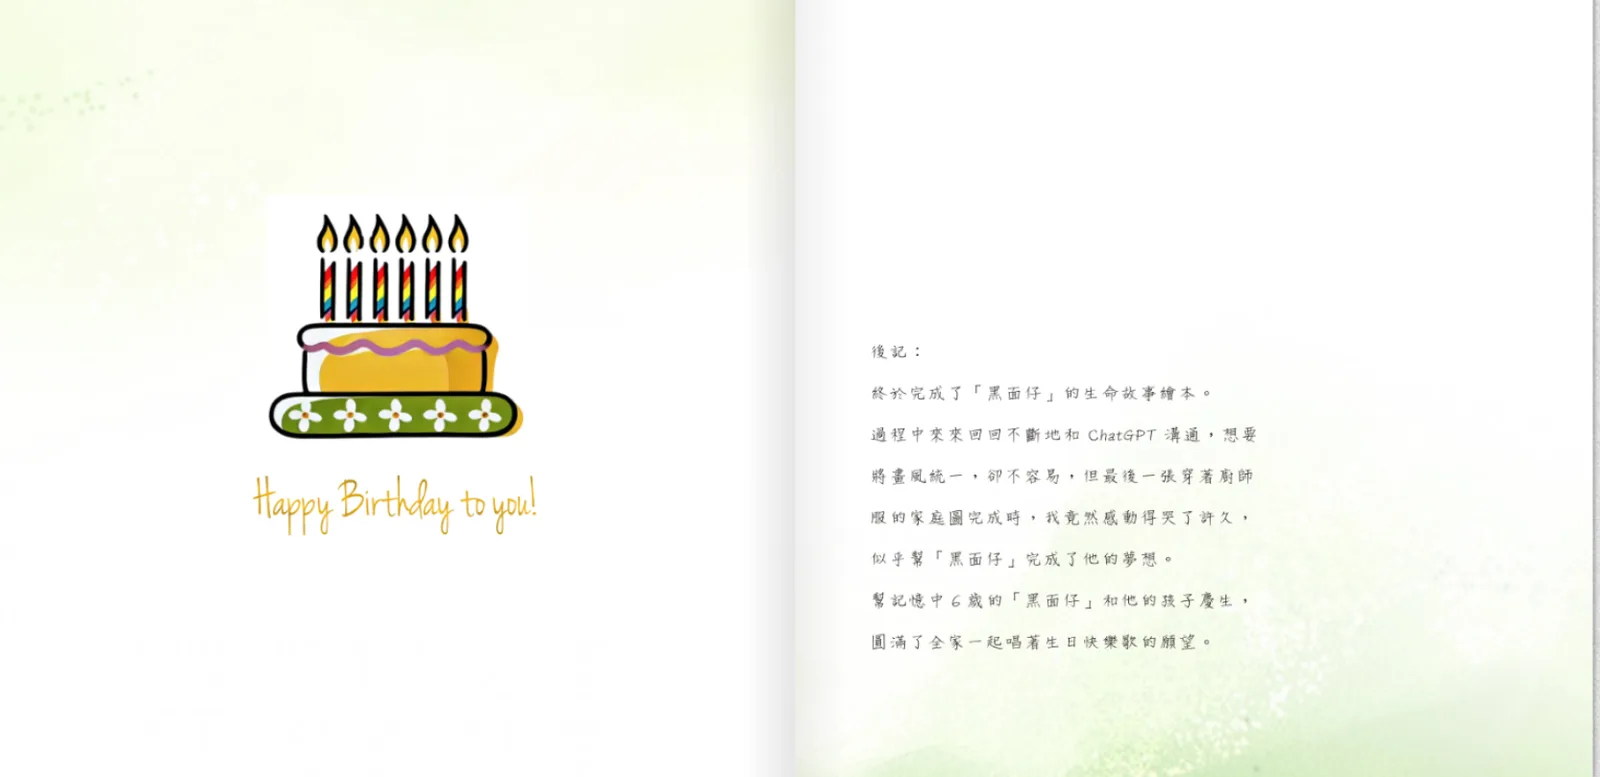 Happy Birthday to you!
後記：
終於完成了「黑面仔」的生命故事繪本。
過程中來來回回不斷地和 ChatGPT 溝通，想要
將畫風統一，卻不容易，但最後一張穿著廚師
服的家庭圖完成時，我竟然感動得哭了許久，
似乎幫「黑面仔」完成了他的夢想。
幫記憶中 6 歲的「黑面仔」和他的孩子慶生，
圓滿了全家一起唱著生日快樂歌的願望。